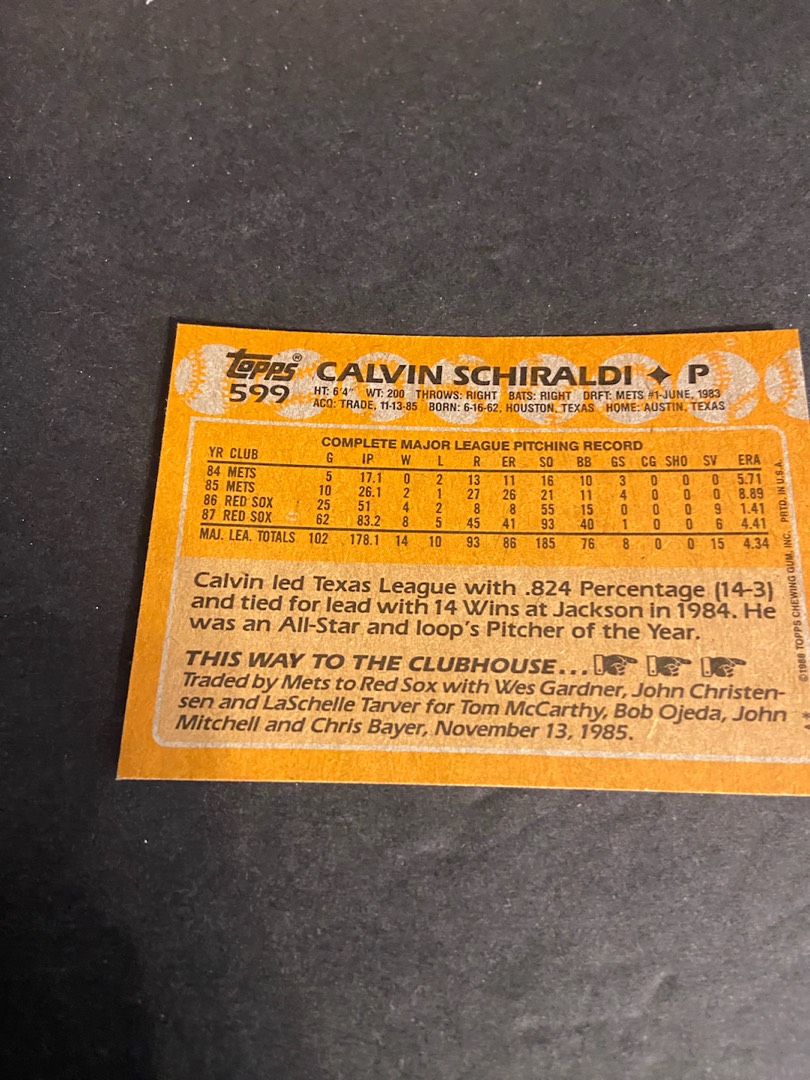 topps®
599
CALVIN SCHIRALDI ✦ P
HT: 6'4" WT: 200 THROWS: RIGHT BATS: RIGHT DRFT: METS #1-JUNE, 1983
ACQ: TRADE, 11-13-85 BORN: 6-16-62, HOUSTON, TEXAS HOME: AUSTIN, TEXAS
COMPLETE MAJOR LEAGUE PITCHING RECORD
YR CLUB G IP W L R ER SO BB GS CG SHO SV ERA
84 METS 5 17.1 0 2 13 11 16 10 3 0 0 0 5.71
85 METS 10 26.1 2 1 27 26 21 11 4 0 0 0 8.89
86 RED SOX 25 51 4 2 8 8 55 15 0 0 0 9 1.41
87 RED SOX 62 83.2 8 5 45 41 93 40 1 0 0 6 4.41
MAJ. LEA. TOTALS 102 178.1 14 10 93 86 185 76 8 0 0 15 4.34
Calvin led Texas League with .824 Percentage (14-3)
and tied for lead with 14 Wins at Jackson in 1984. He
was an All-Star and loop's Pitcher of the Year.
THIS WAY TO THE CLUBHOUSE...
Traded by Mets to Red Sox with Wes Gardner, John Christen-
sen and LaSchelle Tarver for Tom McCarthy, Bob Ojeda, John
Mitchell and Chris Bayer, November 13, 1985.
©1988 TOPPS CHEWING GUM, INC. PRTD. IN U.S.A.